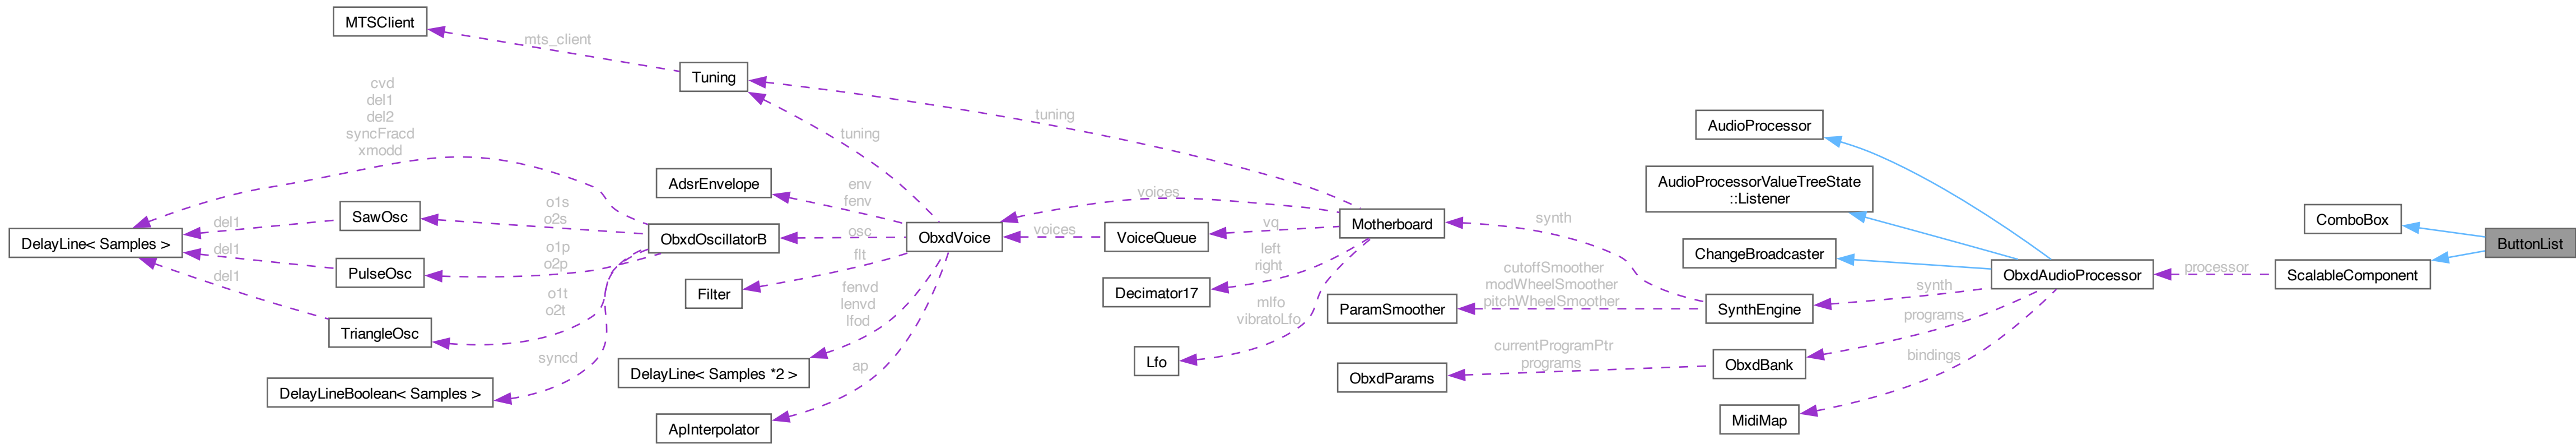 MTSClient
mts_client
Tuning
cvd
del1
del2
syncFracd
xmodd
tuning
tuning
AudioProcessor
AdsrEnvelope
env
fenv
AudioProcessorValueTreeState
::Listener
voices
SawOsc
o1s
o2s
del1
DelayLine< Samples >
ObxdOscillatorB
osc
ObxdVoice
voices
VoiceQueue
vq
Motherboard
synth
ComboBox
ButtonList
del1
PulseOsc
o1p
o2p
flt
Filter
left
right
Decimator17
ChangeBroadcaster
ObxdAudioProcessor
processor
ScalableComponent
del1
TriangleOsc
o1t
o2t
fenvd
lenvd
lfod
mlfo
vibratoLfo
cutoffSmoother
modWheelSmoother
pitchWheelSmoother
ParamSmoother
SynthEngine
synth
programs
syncd
DelayLine< Samples *2 >
Lfo
currentProgramPtr
programs
ObxdParams
ObxdBank
bindings
DelayLineBoolean< Samples >
ap
ApInterpolator
MidiMap